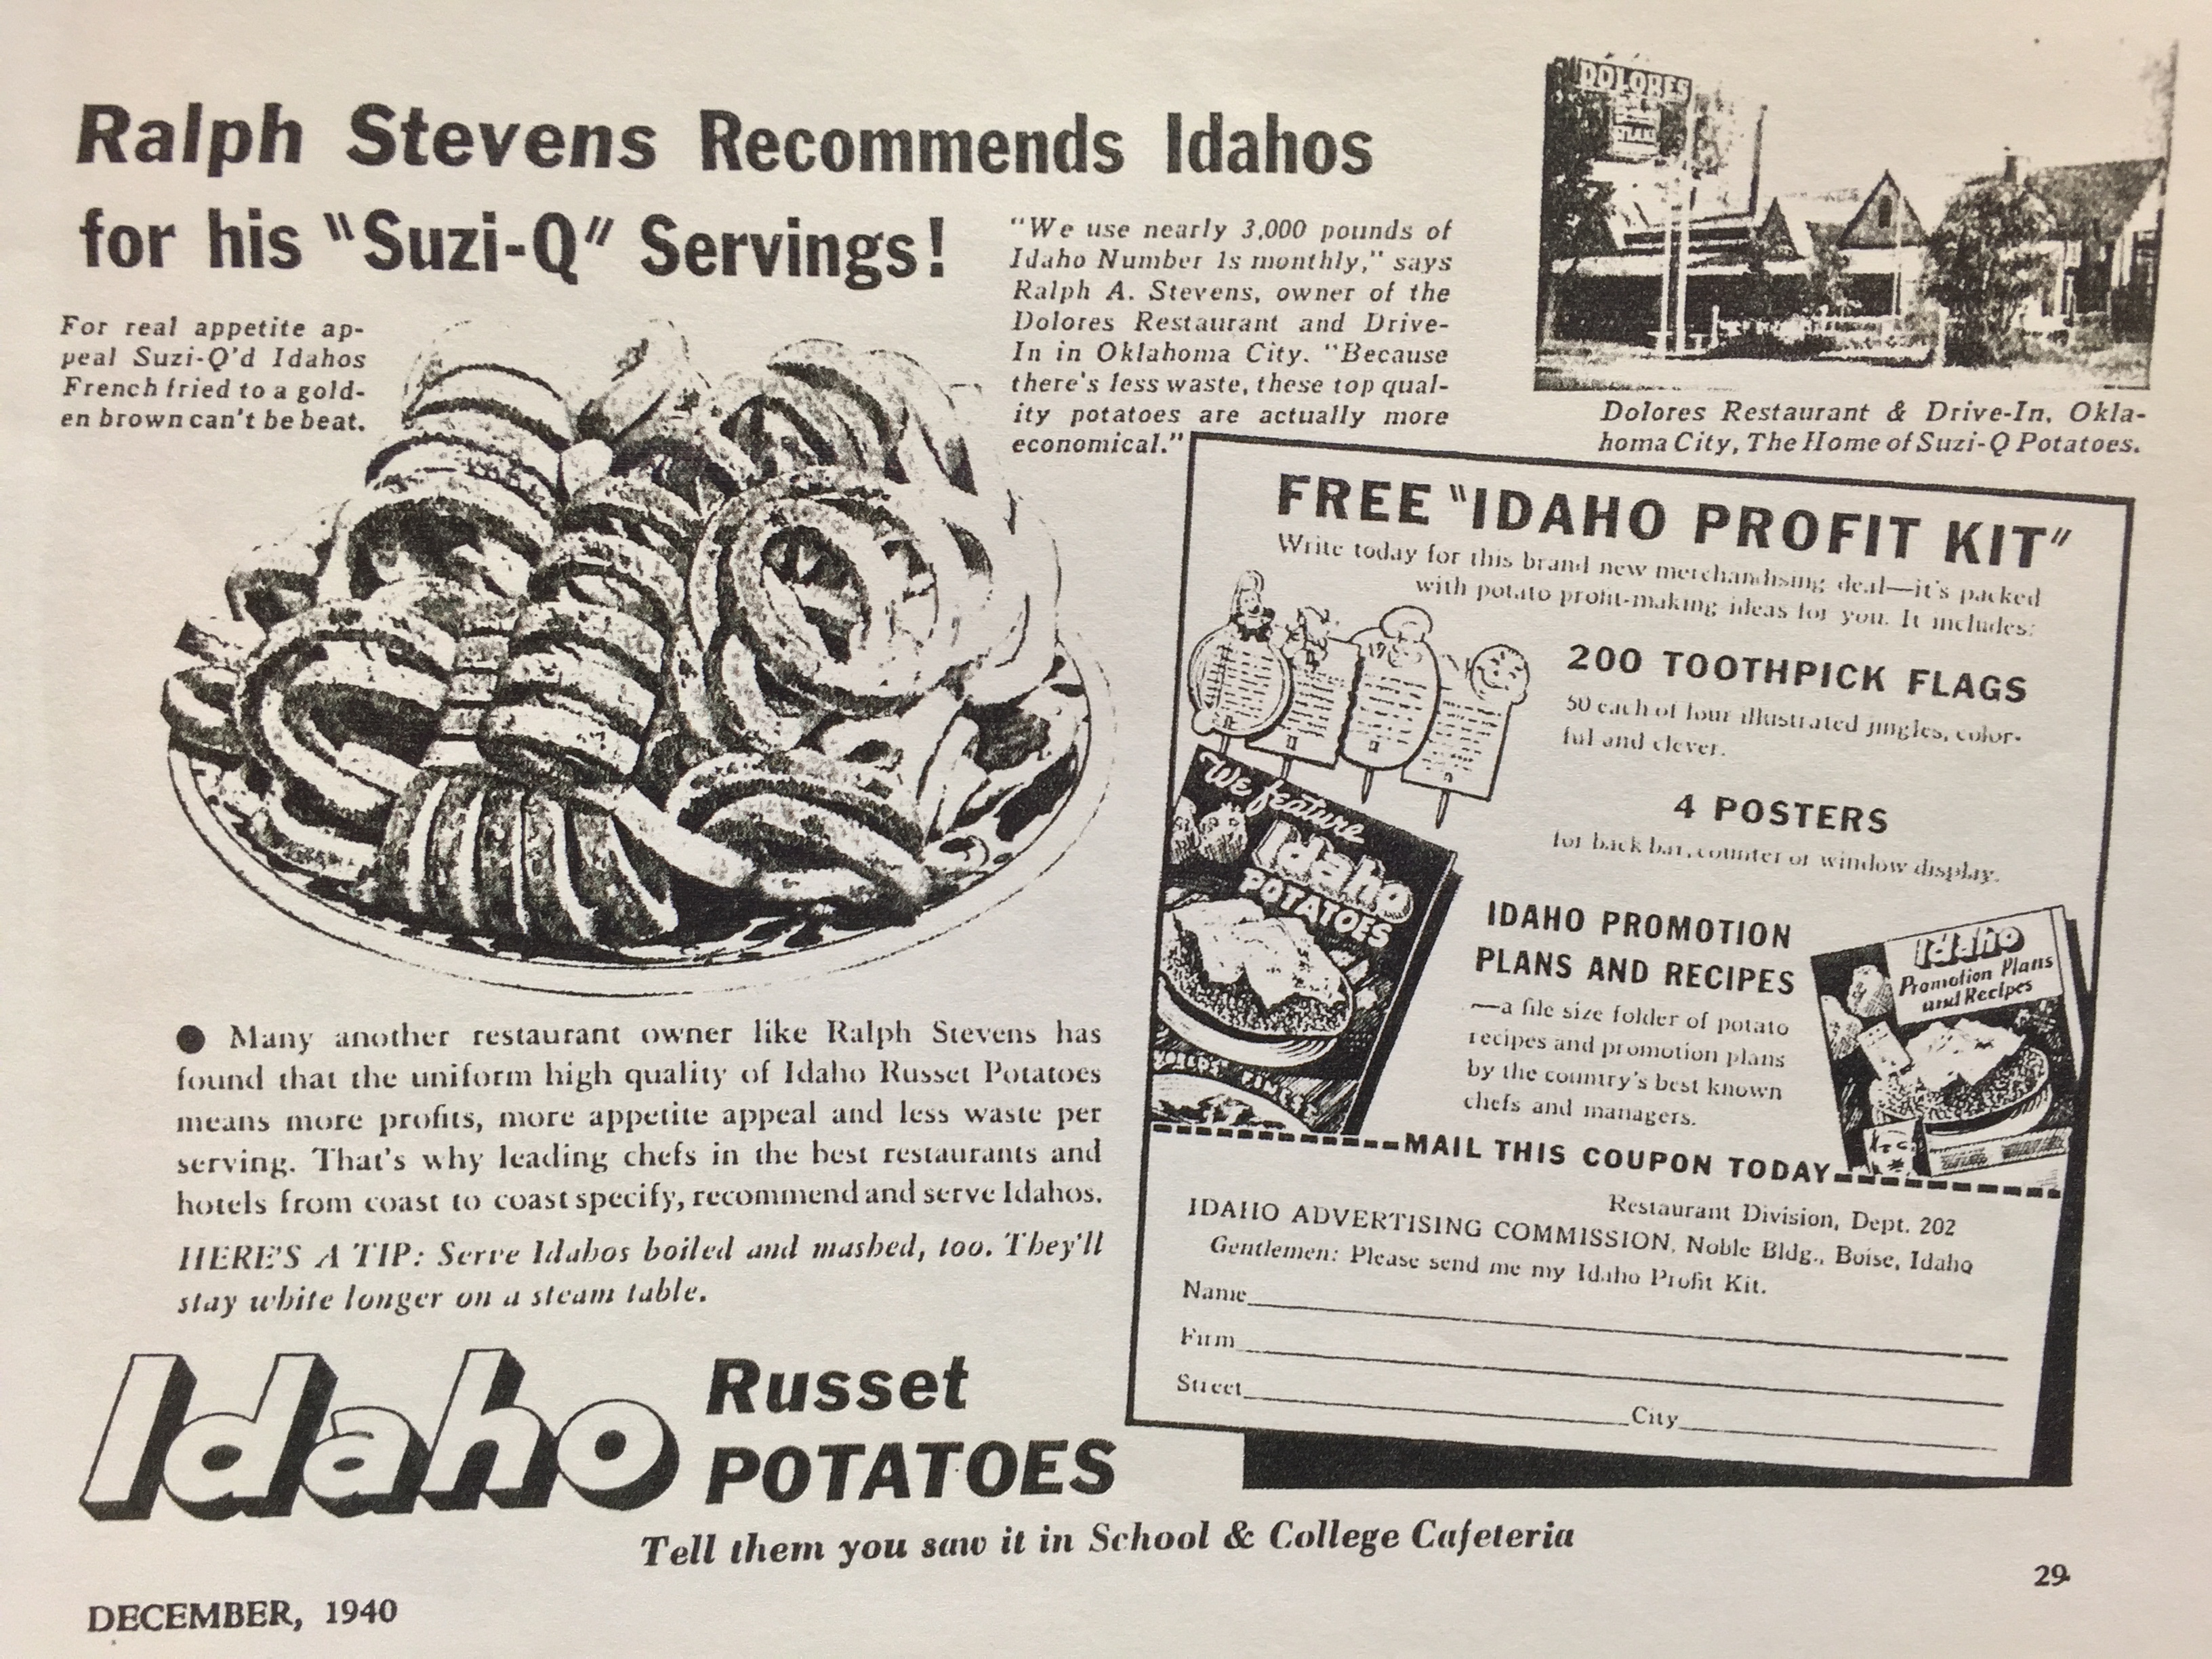 Ralph Stevens Recommends Idahos
for his "Suzi-Q" Servings!
For real appetite ap-
peal Suzi-Q'd Idahos
French fried to a gold-
en brown can't be beat.
"We use nearly 3,000 pounds of
Idaho Number 1s monthly," says
Ralph A. Stevens, owner of the
Dolores Restaurant and Drive-
In in Oklahoma City. "Because
there's less waste, these top qual-
ity potatoes are actually more
economical."
DOLORES
Dolores Restaurant & Drive-In, Okla-
homa City, The Home of Suzi-Q Potatoes.
● Many another restaurant owner like Ralph Stevens has
found that the uniform high quality of Idaho Russet Potatoes
means more profits, more appetite appeal and less waste per
serving. That's why leading chefs in the best restaurants and
hotels from coast to coast specify, recommend and serve Idahos.
HERE'S A TIP: Serve Idahos boiled and mashed, too. They'll
stay white longer on a steam table.
Idaho Russet
POTATOES
FREE "IDAHO PROFIT KIT"
Write today for this brand new merchandising deal—it's packed
with potato profit-making ideas for you. It includes:
200 TOOTHPICK FLAGS
50 each of four illustrated jingles, color-
ful and clever.
4 POSTERS
for back bar, counter or window display.
We feature
Idaho
POTATOES
WORLD'S FINEST
IDAHO PROMOTION
PLANS AND RECIPES
—a file size folder of potato
recipes and promotion plans
by the country's best known
chefs and managers.
Idaho
Promotion Plans
and Recipes
MAIL THIS COUPON TODAY
Restaurant Division, Dept. 202
IDAHO ADVERTISING COMMISSION, Noble Bldg., Boise, Idaho
Gentlemen: Please send me my Idaho Profit Kit.
Name
Firm
Street City
Tell them you saw it in School & College Cafeteria
29
DECEMBER, 1940